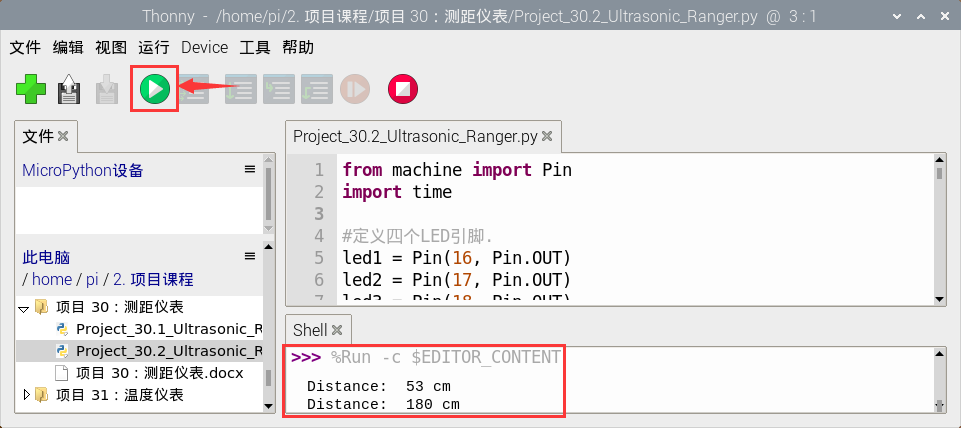 Thonny - /home/pi/2. 项目课程/项目 30：测距仪表/Project_30.2_Ultrasonic_Ranger.py @ 3 : 1
文件 编辑 视图 运行 Device 工具 帮助
文件
MicroPython设备
此电脑
/ home / pi / 2. 项目课程
项目 30：测距仪表
Project_30.1_Ultrasonic_R
Project_30.2_Ultrasonic_R
项目 30：测距仪表.docx
项目 31：温度仪表
Project_30.2_Ultrasonic_Ranger.py
1 from machine import Pin
2 import time
3
4 #定义四个LED引脚.
5 led1 = Pin(16, Pin.OUT)
6 led2 = Pin(17, Pin.OUT)
7 led3 = Pin(18, Pin.OUT)
Shell
>>> %Run -c $EDITOR_CONTENT
Distance: 53 cm
Distance: 180 cm